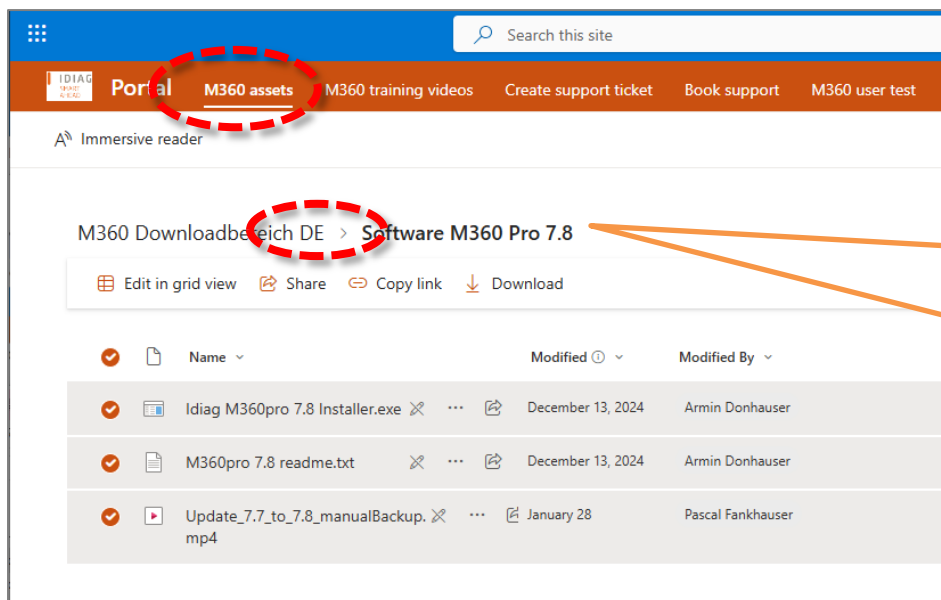 Search this site
IDIAG
Portal M360 assets M360 training videos Create support ticket Book support M360 user test
Immersive reader
M360 Downloadbereich DE > Software M360 Pro 7.8
Edit in grid view Share Copy link Download
Name Modified Modified By
Idiag M360pro 7.8 Installer.exe ... December 13, 2024 Armin Donhauser
M360pro 7.8 readme.txt ... December 13, 2024 Armin Donhauser
Update_7.7_to_7.8_manualBackup. ... January 28 Pascal Fankhauser
mp4